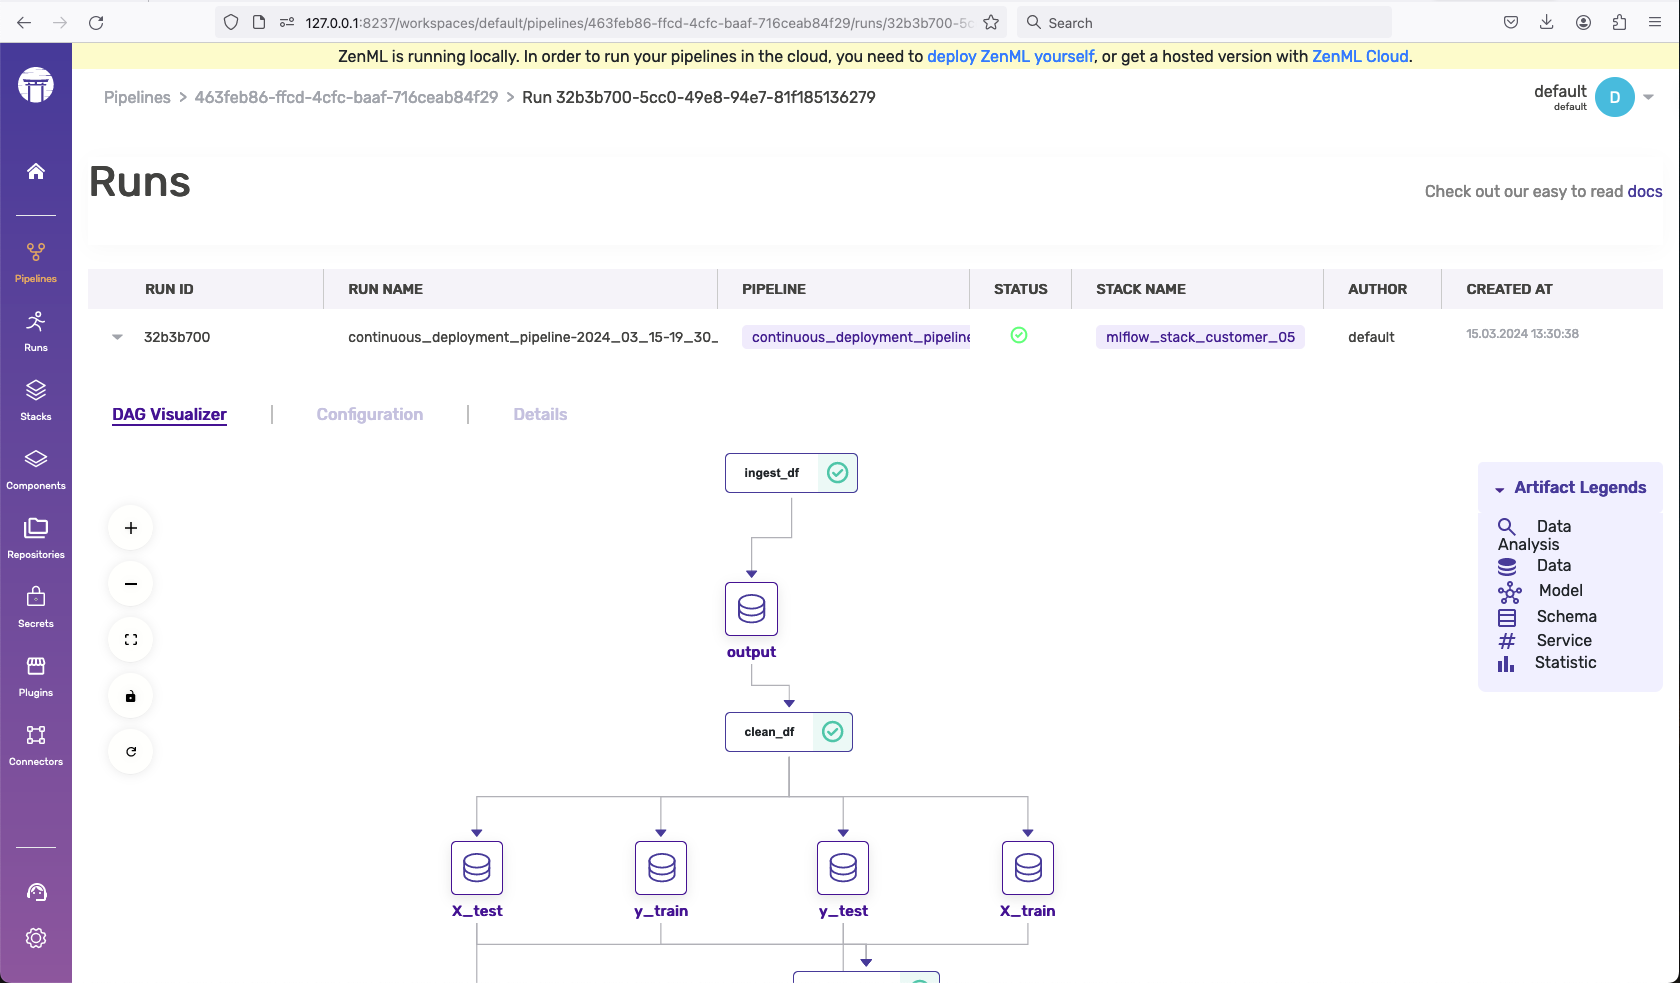 127.0.0.1:8237/workspaces/default/pipelines/463feb86-ffcd-4cfc-baaf-716ceab84f29/runs/32b3b700-5c
Search
ZenML is running locally. In order to run your pipelines in the cloud, you need to deploy ZenML yourself, or get a hosted version with ZenML Cloud.
Pipelines > 463feb86-ffcd-4cfc-baaf-716ceab84f29 > Run 32b3b700-5cc0-49e8-94e7-81f185136279
default
default
D
Runs
Check out our easy to read docs
Pipelines
Runs
Stacks
Components
Repositories
Secrets
Plugins
Connectors
RUN ID RUN NAME PIPELINE STATUS STACK NAME AUTHOR CREATED AT
32b3b700 continuous_deployment_pipeline-2024_03_15-19_30_ continuous_deployment_pipeline mlflow_stack_customer_05 default 15.03.2024 13:30:38
DAG Visualizer | Configuration | Details
ingest_df
output
clean_df
X_test y_train y_test X_train
Artifact Legends
Data
Analysis
Data
Model
Schema
# Service
Statistic